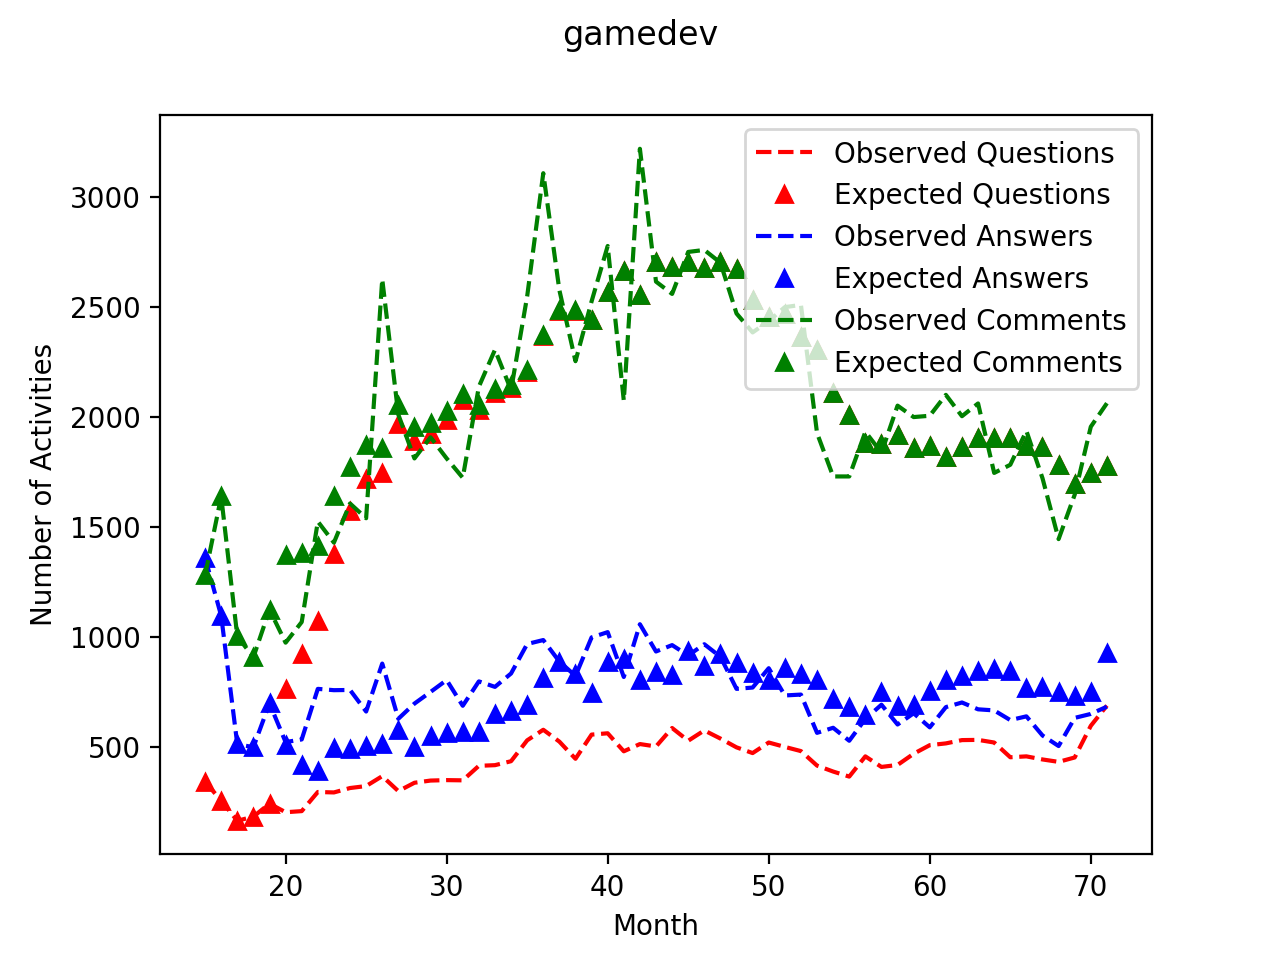 gamedev
Number of Activities
3000
2500
2000
1500
1000
500
20
30
40
50
60
70
Month
Observed Questions
Expected Questions
Observed Answers
Expected Answers
Observed Comments
Expected Comments